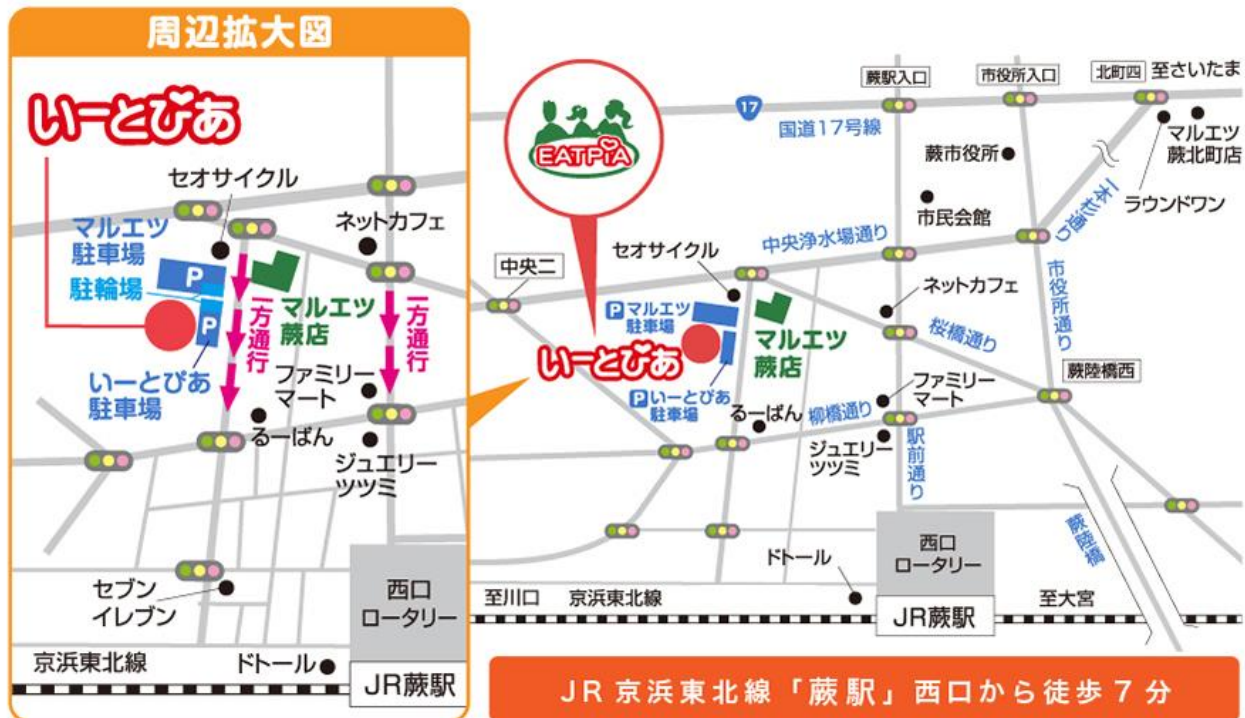 周辺拡大図
いーとぴあ
セオサイクル
マルエツ
駐車場
駐輪場
P
P
ネットカフェ
一方通行
マルエツ
蕨店
一方通行
いーとぴあ
駐車場
ファミリー
マート
るーぱん
ジュエリー
ツツミ
セブン
イレブン
西口
ロータリー
京浜東北線
ドトール
JR蕨駅
EATPIA
17
国道17号線
蕨駅入口
市役所入口
北町四
至さいたま
マルエツ
蕨北町店
ラウンドワン
蕨市役所
市民会館
一本杉通り
中央浄水場通り
セオサイクル
中央二
P マルエツ
駐車場
マルエツ
蕨店
いーとぴあ
P いーとぴあ
駐車場
ネットカフェ
桜橋通り
市役所通り
蕨陸橋西
ファミリー
マート
るーぱん
柳橋通り
ジュエリー
ツツミ
駅前通り
西口
ロータリー
蕨陸橋
ドトール
至川口
京浜東北線
JR蕨駅
至大宮
JR京浜東北線「蕨駅」西口から徒歩7分